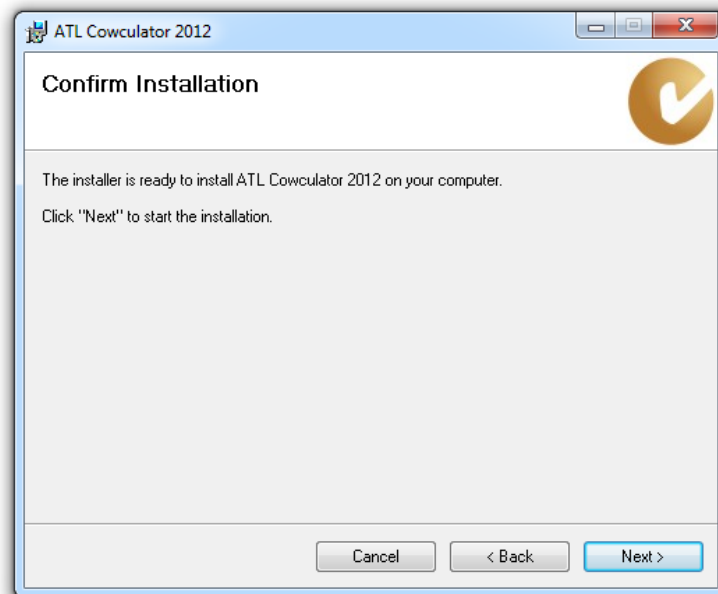 ATL Cowculator 2012
Confirm Installation
The installer is ready to install ATL Cowculator 2012 on your computer.
Click "Next" to start the installation.
Cancel
< Back
Next >